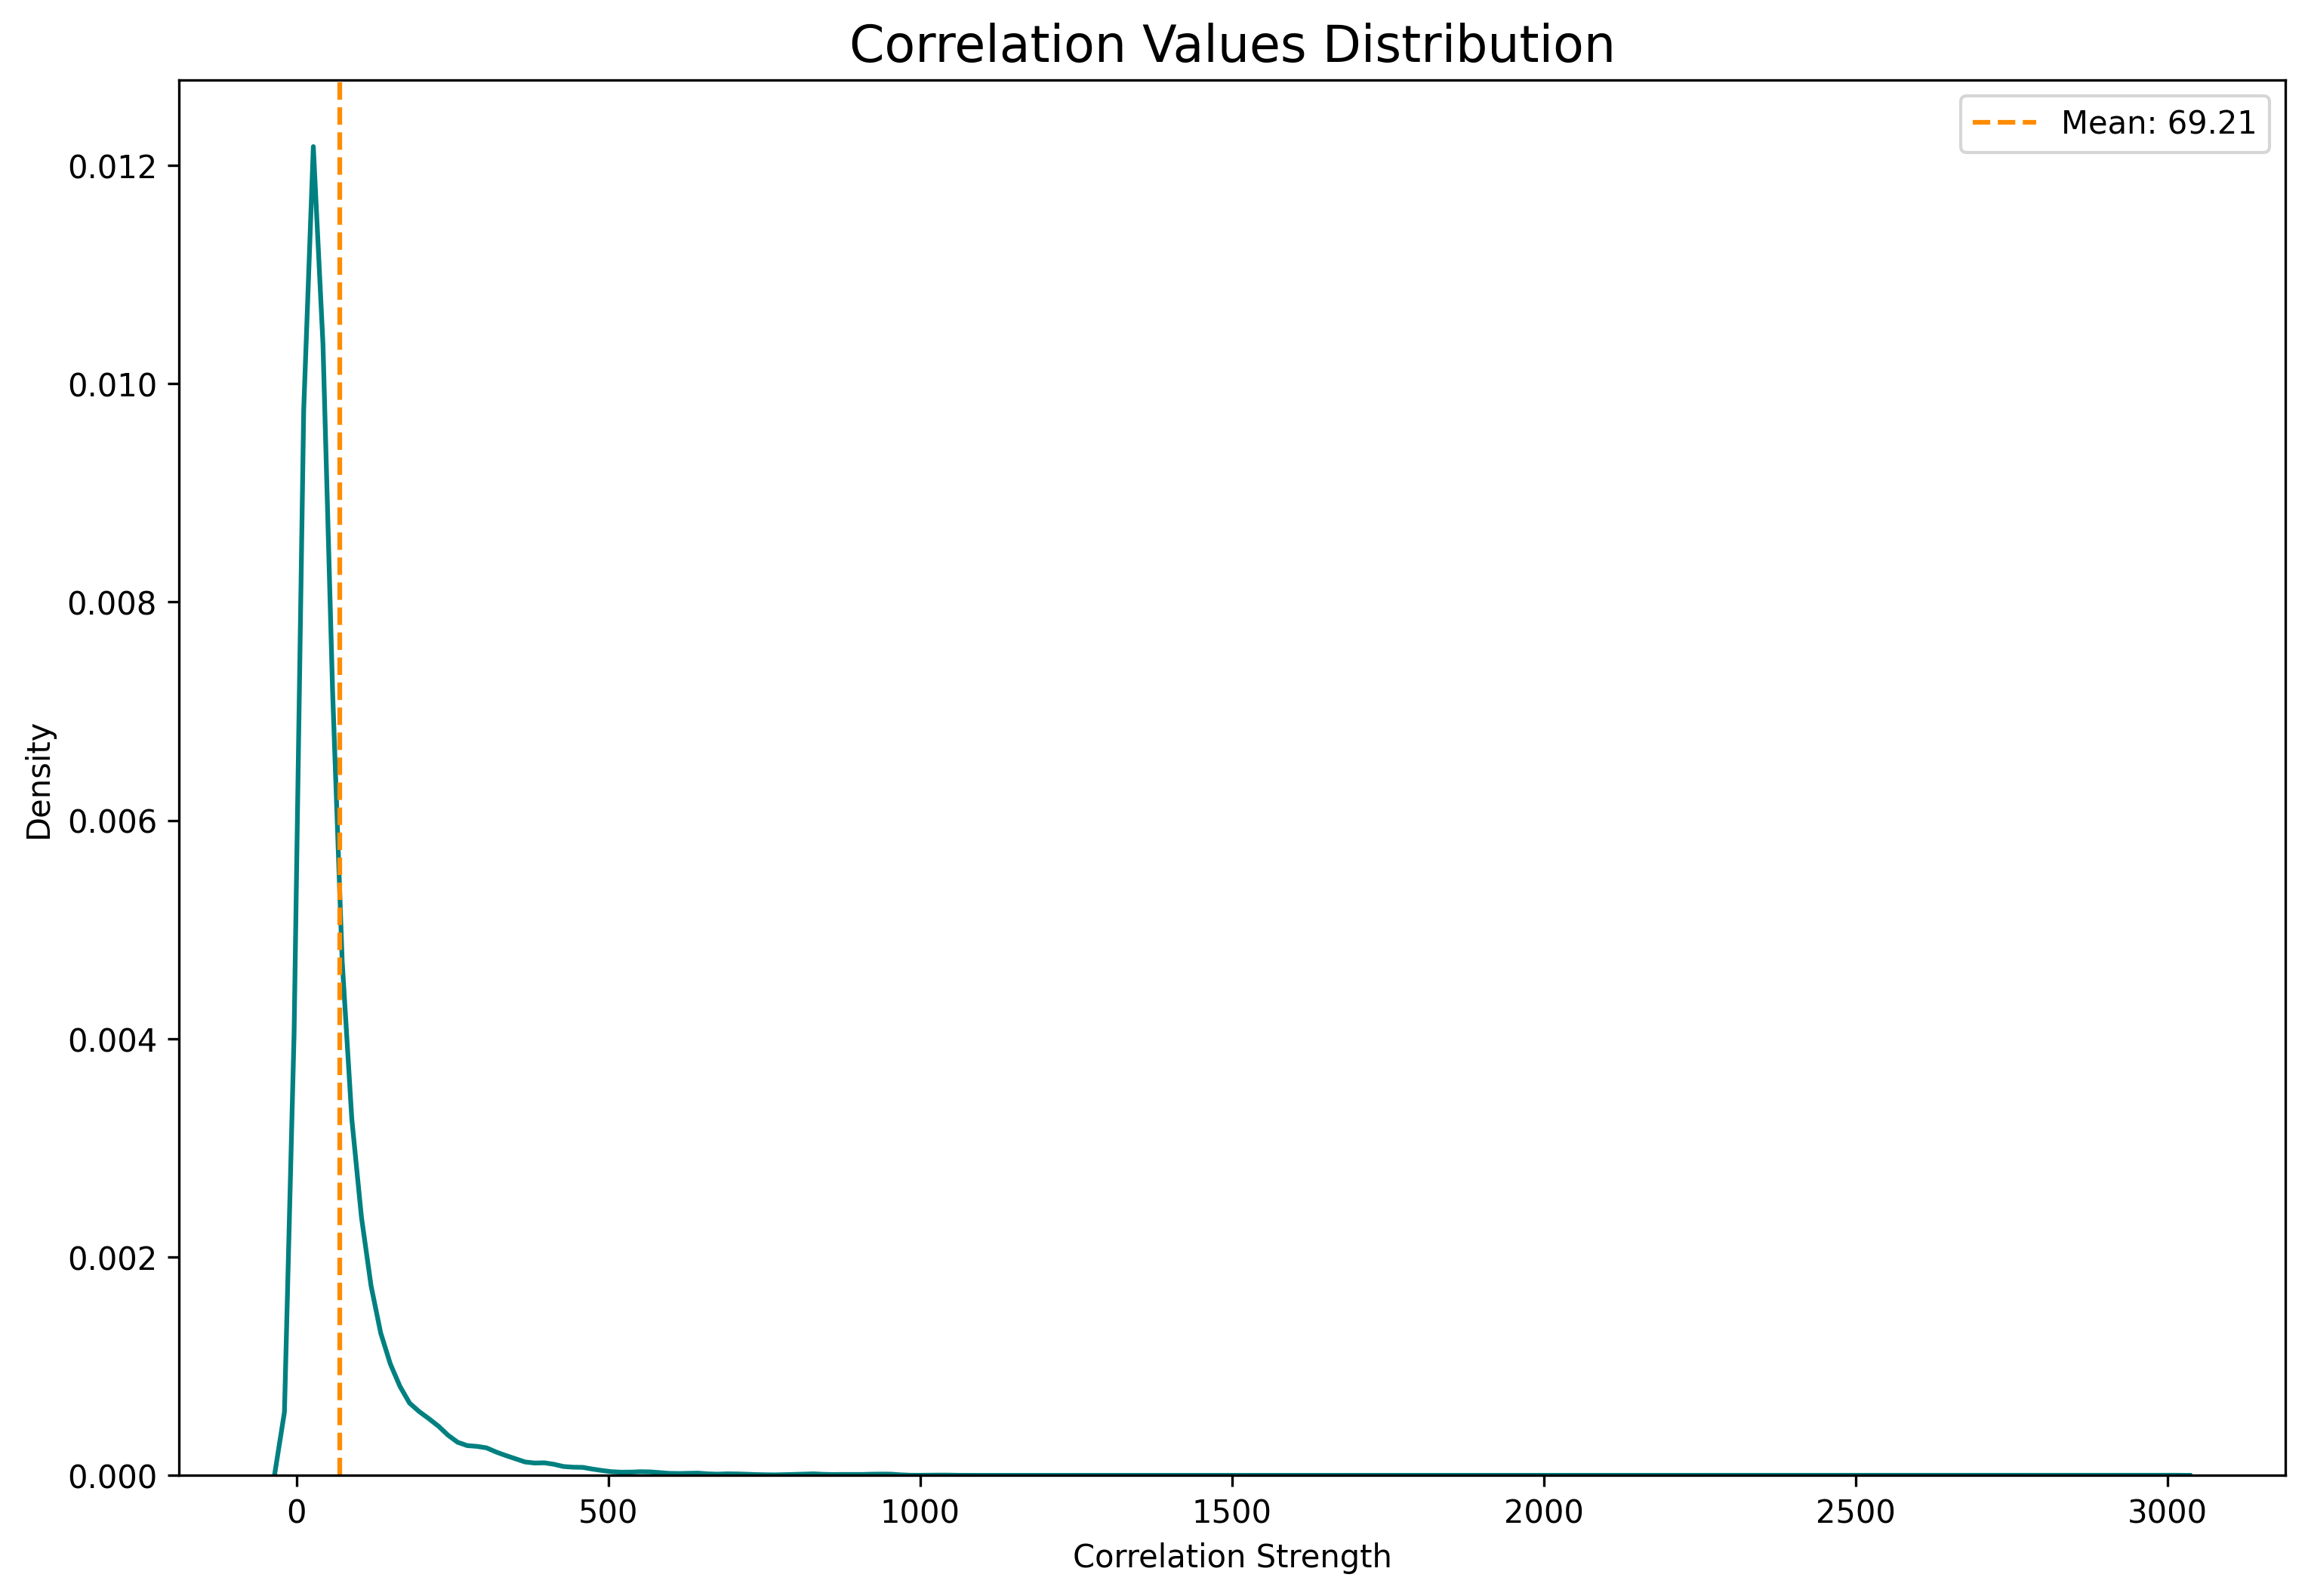 Correlation Values Distribution
Mean: 69.21
0.012
0.010
0.008
0.006
0.004
0.002
0.000
Density
0 500 1000 1500 2000 2500 3000
Correlation Strength